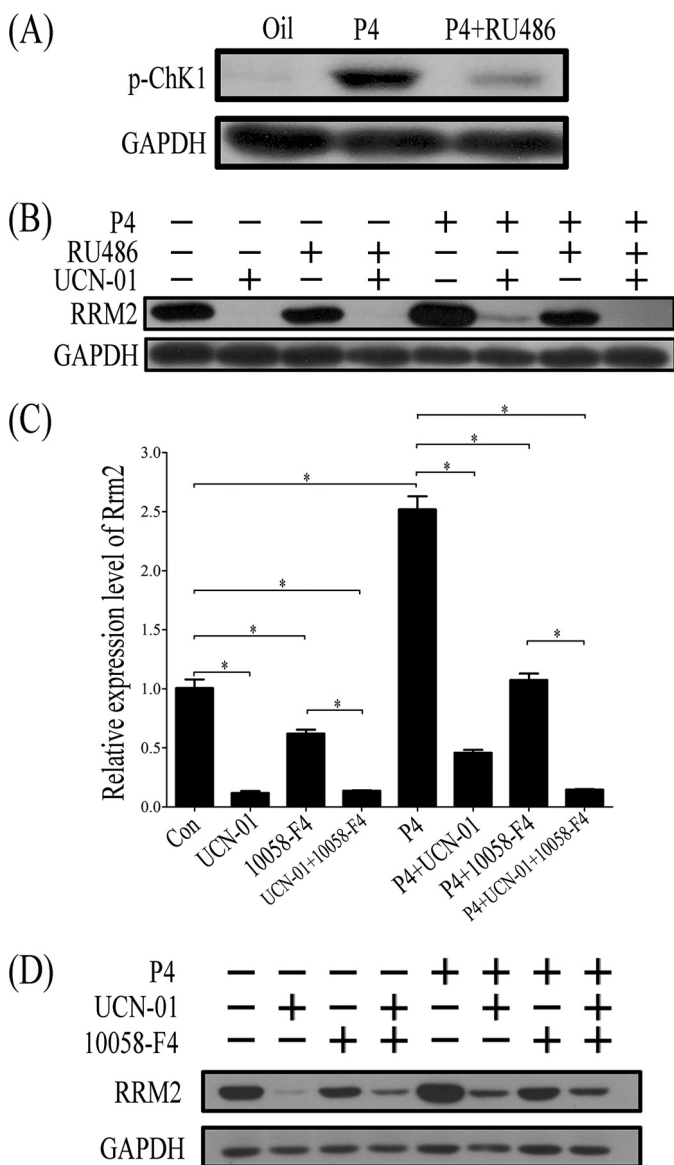 (A)
Oil P4 P4+RU486
p-ChK1
GAPDH
(B)
P4 − − − − + + + +
RU486 − − + + − − + +
UCN-01 − + − + − + − +
RRM2
GAPDH
(C)
Relative expression level of Rrm2
3.0
2.5
2.0
1.5
1.0
0.5
0.0
* * * * * * * * *
Con UCN-01 10058-F4 UCN-01+10058-F4 P4 P4+UCN-01 P4+10058-F4 P4+UCN-01+10058-F4
(D)
P4 − − − − + + + +
UCN-01 − + − + − + − +
10058-F4 − − + + − − + +
RRM2
GAPDH